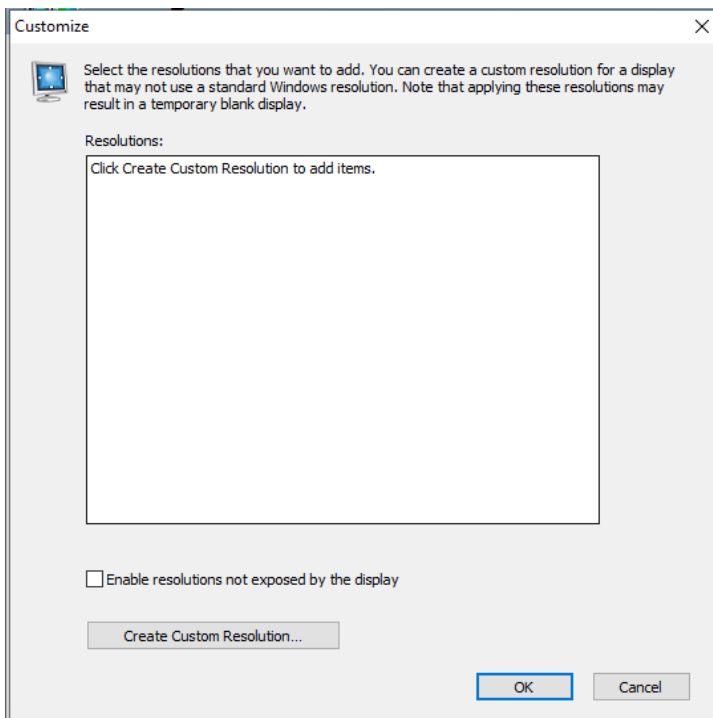 Customize
Select the resolutions that you want to add. You can create a custom resolution for a display
that may not use a standard Windows resolution. Note that applying these resolutions may
result in a temporary blank display.
Resolutions:
Click Create Custom Resolution to add items.
Enable resolutions not exposed by the display
Create Custom Resolution...
OK
Cancel